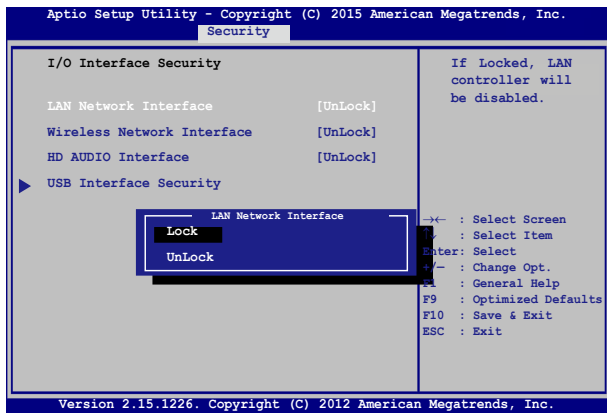 Aptio Setup Utility - Copyright (C) 2015 American Megatrends, Inc.
Security
I/O Interface Security
LAN Network Interface [UnLock]
Wireless Network Interface [UnLock]
HD AUDIO Interface [UnLock]
USB Interface Security
If Locked, LAN
controller will
be disabled.
LAN Network Interface
Lock
UnLock
→← : Select Screen
↑↓ : Select Item
Enter: Select
+/— : Change Opt.
F1 : General Help
F9 : Optimized Defaults
F10 : Save & Exit
ESC : Exit
Version 2.15.1226. Copyright (C) 2012 American Megatrends, Inc.